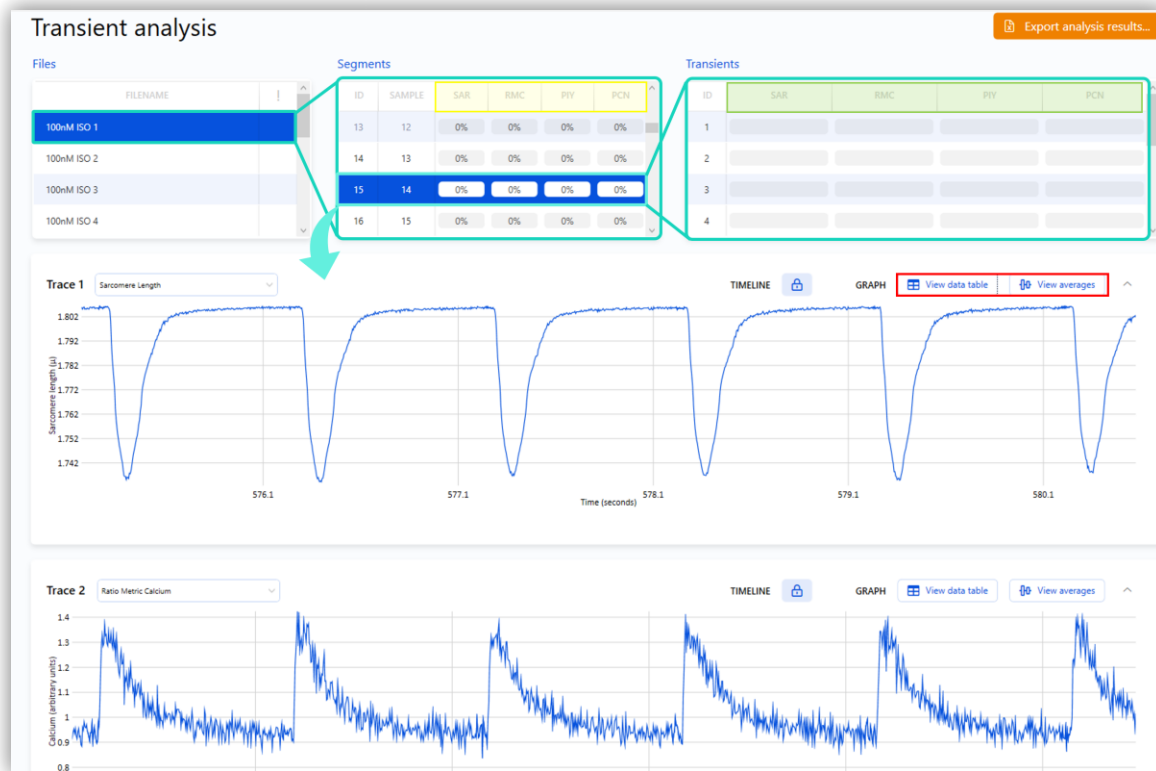 Transient analysis
Export analysis results...
Files
Segments
Transients
FILENAME !
ID SAMPLE SAR RMC PIY PCN
ID SAR RMC PIY PCN
100nM ISO 1
13 12 0% 0% 0% 0%
1
100nM ISO 2
14 13 0% 0% 0% 0%
2
100nM ISO 3
15 14 0% 0% 0% 0%
3
100nM ISO 4
16 15 0% 0% 0% 0%
4
Trace 1 Sarcomere Length TIMELINE GRAPH View data table View averages
1.802
1.792
1.782
1.772
1.762
1.752
1.742
Sarcomere length (µ)
576.1 577.1 578.1 579.1 580.1
Time (seconds)
Trace 2 Ratio Metric Calcium TIMELINE GRAPH View data table View averages
1.4
1.3
1.2
1.1
1
0.9
0.8
Calcium (arbitrary units)